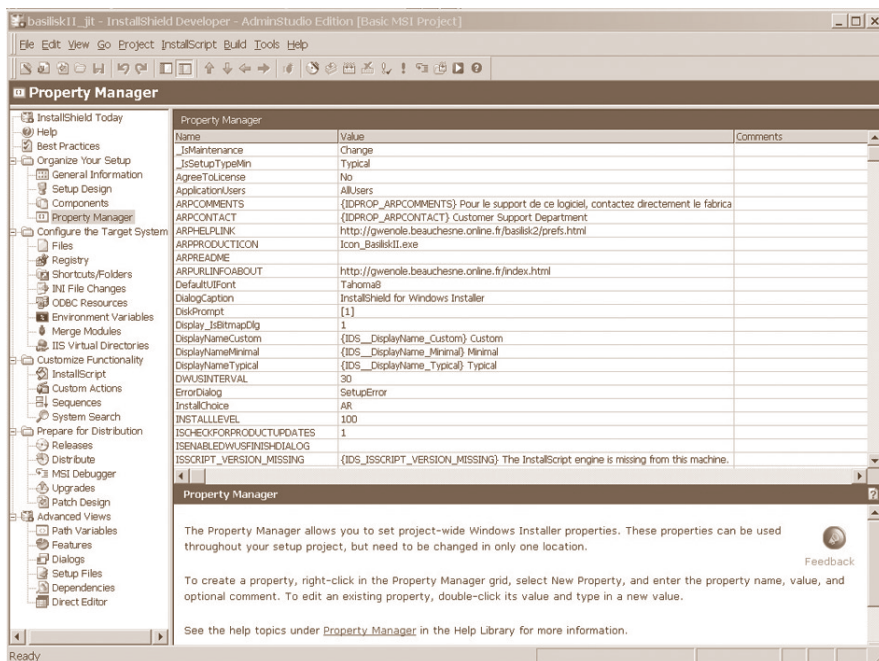 basiliskII_jit - InstallShield Developer - AdminStudio Edition [Basic MSI Project]
File Edit View Go Project InstallScript Build Tools Help
Property Manager
InstallShield Today
Help
Best Practices
Organize Your Setup
General Information
Setup Design
Components
Property Manager
Configure the Target System
Files
Registry
Shortcuts/Folders
INI File Changes
ODBC Resources
Environment Variables
Merge Modules
IIS Virtual Directories
Customize Functionality
InstallScript
Custom Actions
Sequences
System Search
Prepare for Distribution
Releases
Distribute
MSI Debugger
Upgrades
Patch Design
Advanced Views
Path Variables
Features
Dialogs
Setup Files
Dependencies
Direct Editor
Property Manager
Name Value Comments
_IsMaintenance Change
_IsSetupTypeMin Typical
AgreeToLicense No
ApplicationUsers AllUsers
ARPCOMMENTS {IDPROP_ARPCOMMENTS} Pour le support de ce logiciel, contactez directement le fabrica
ARPCONTACT {IDPROP_ARPCONTACT} Customer Support Department
ARPHELPLINK http://gwenole.beauchesne.online.fr/basilisk2/prefs.html
ARPPRODUCTICON Icon_BasiliskII.exe
ARPREADME
ARPURLINFOABOUT http://gwenole.beauchesne.online.fr/index.html
DefaultUIFont Tahoma8
DialogCaption InstallShield for Windows Installer
DiskPrompt [1]
Display_IsBitmapDlg 1
DisplayNameCustom {IDS__DisplayName_Custom} Custom
DisplayNameMinimal {IDS__DisplayName_Minimal} Minimal
DisplayNameTypical {IDS__DisplayName_Typical} Typical
DWUSINTERVAL 30
ErrorDialog SetupError
InstallChoice AR
INSTALLLEVEL 100
ISCHECKFORPRODUCTUPDATES 1
ISENABLEDWUSFINISHDIALOG
ISSCRIPT_VERSION_MISSING {IDS_ISSCRIPT_VERSION_MISSING} The InstallScript engine is missing from this machine.
Property Manager
The Property Manager allows you to set project-wide Windows Installer properties. These properties can be used
throughout your setup project, but need to be changed in only one location.
Feedback
To create a property, right-click in the Property Manager grid, select New Property, and enter the property name, value, and
optional comment. To edit an existing property, double-click its value and type in a new value.
See the help topics under Property Manager in the Help Library for more information.
Ready